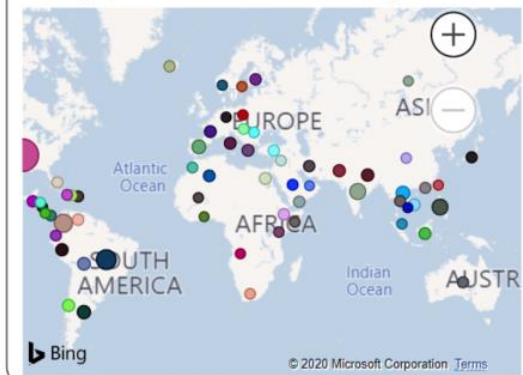 EUROPE
ASI
Atlantic
Ocean
AFRICA
SOUTH
AMERICA
Indian
Ocean
AUSTR
Bing
© 2020 Microsoft Corporation Terms